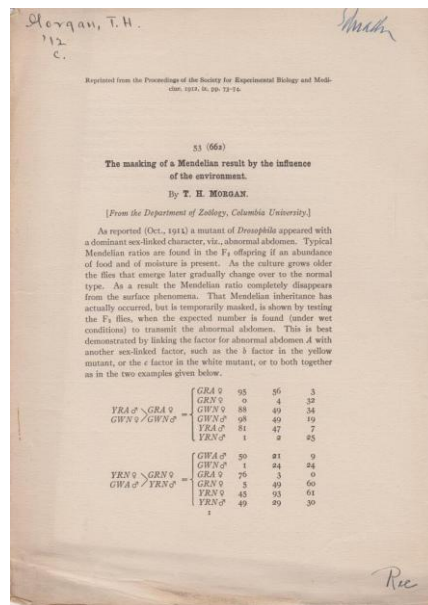 Morgan, T. H.
'12
c.
Reprinted from the Proceedings of the Society for Experimental Biology and Medi-
cine, 1912, ix, pp. 73-74.
53 (662)
The masking of a Mendelian result by the influence
of the environment.
By T. H. MORGAN.
[From the Department of Zoölogy, Columbia University.]
As reported (Oct., 1911) a mutant of Drosophila appeared with
a dominant sex-linked character, viz., abnormal abdomen. Typical
Mendelian ratios are found in the F2 offspring if an abundance
of food and of moisture is present. As the culture grows older
the flies that emerge later gradually change over to the normal
type. As a result the Mendelian ratio completely disappears
from the surface phenomena. That Mendelian inheritance has
actually occurred, but is temporarily masked, is shown by testing
the F2 flies, when the expected number is found (under wet
conditions) to transmit the abnormal abdomen. This is best
demonstrated by linking the factor for abnormal abdomen A with
another sex-linked factor, such as the b factor in the yellow
mutant, or the c factor in the white mutant, or to both together
as in the two examples given below.
GRA ♀ 95 56 3
GRN ♀ 0 4 32
YRA ♂ GRA ♀ GWN ♀ 88 49 34
GWN ♀ GWN ♂ = GWN ♂ 98 49 19
YRA ♂ 81 47 7
YRN ♂ 1 2 25
GWA ♂ 50 21 9
GWN ♂ 1 24 24
YRN ♀ GRN ♀ GRA ♀ 76 3 0
GWA ♂ YRN ♂ = GRN ♀ 5 49 60
YRN ♀ 45 93 61
YRN ♂ 49 29 30
1
Rec